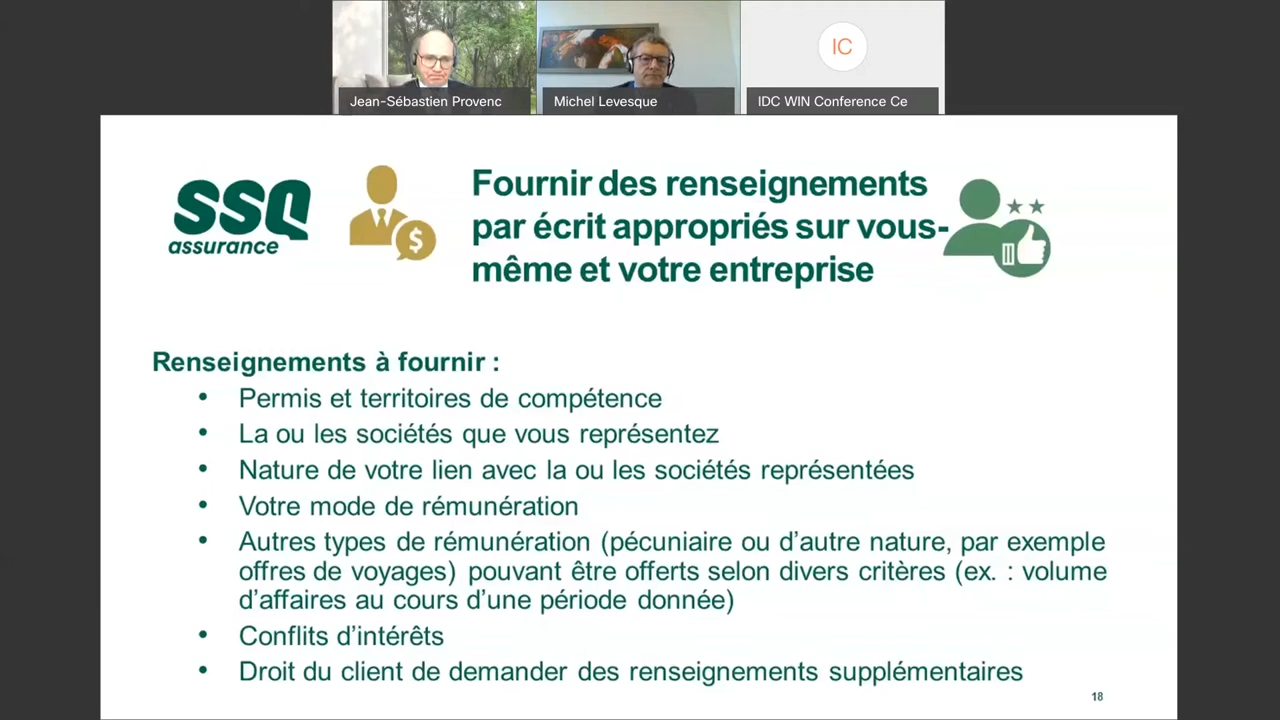 Jean-Sébastien Provenc
Michel Levesque
IC
IDC WIN Conference Ce
SSQ
assurance
$
Fournir des renseignements
par écrit appropriés sur vous-
même et votre entreprise
Renseignements à fournir :
• Permis et territoires de compétence
• La ou les sociétés que vous représentez
• Nature de votre lien avec la ou les sociétés représentées
• Votre mode de rémunération
• Autres types de rémunération (pécuniaire ou d’autre nature, par exemple
offres de voyages) pouvant être offerts selon divers critères (ex. : volume
d’affaires au cours d’une période donnée)
• Conflits d’intérêts
• Droit du client de demander des renseignements supplémentaires
18